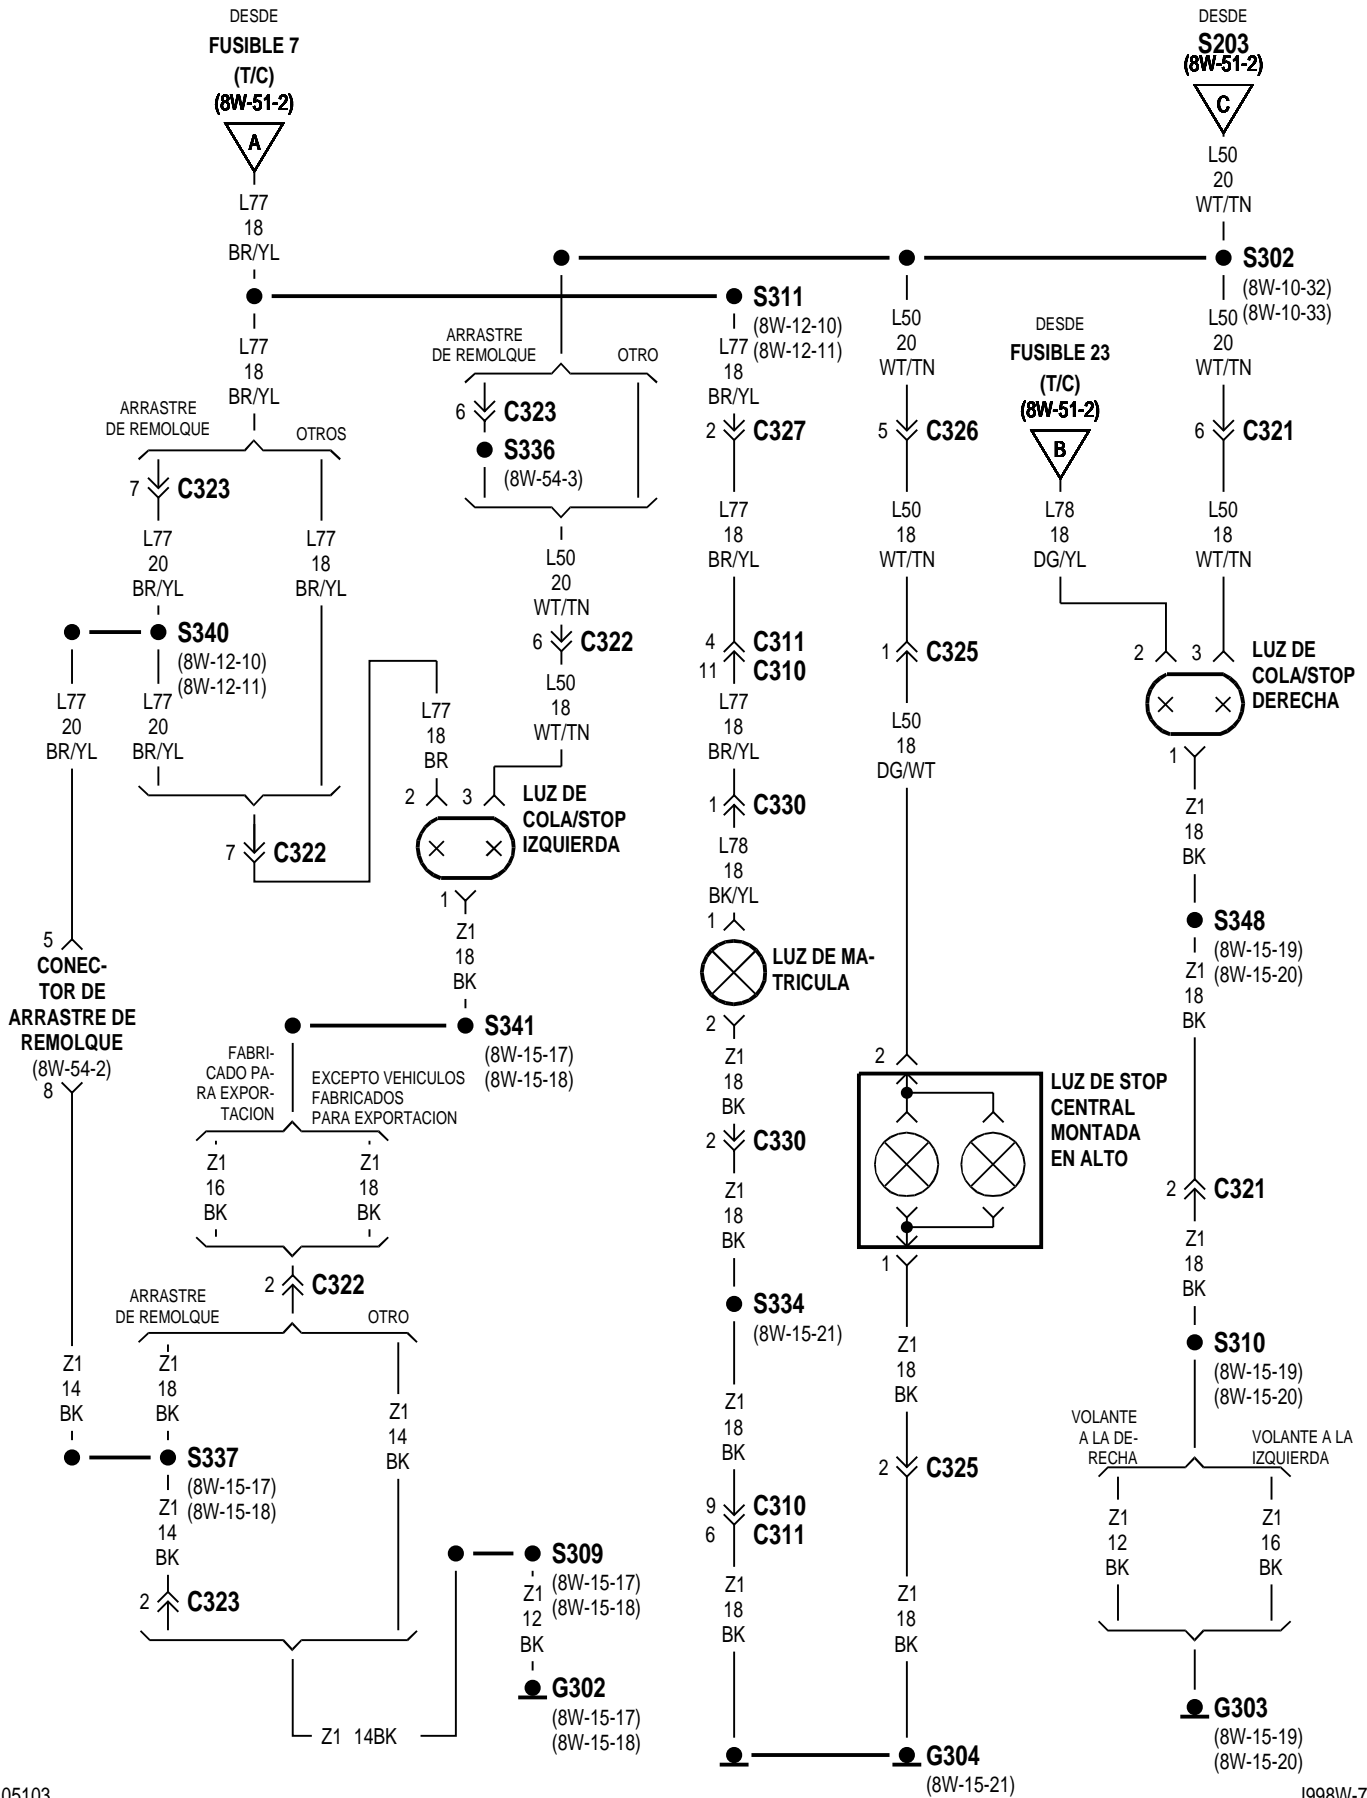 DESDE
FUSIBLE 7
(T/C)
(8W-51-2)
A
L77
18
BR/YL
DESDE
S203
(8W-51-2)
C
L50
20
WT/TN
S302
(8W-10-32)
(8W-10-33)
S311
(8W-12-10)
(8W-12-11)
L77
18
BR/YL
ARRASTRE
DE REMOLQUE
OTROS
7
C323
L77
20
BR/YL
L77
18
BR/YL
S340
(8W-12-10)
(8W-12-11)
L77
20
BR/YL
L77
20
BR/YL
7
C322
L77
18
BR
ARRASTRE
DE REMOLQUE
OTRO
6
C323
S336
(8W-54-3)
L50
20
WT/TN
6
C322
L50
18
WT/TN
2
3
LUZ DE
COLA/STOP
IZQUIERDA
1
Z1
18
BK
S341
(8W-15-17)
(8W-15-18)
5
CONEC-
TOR DE
ARRASTRE DE
REMOLQUE
(8W-54-2)
8
FABRI-
CADO PA-
RA EXPOR-
TACION
EXCEPTO VEHICULOS
FABRICADOS
PARA EXPORTACION
Z1
16
BK
Z1
18
BK
2
C322
ARRASTRE
DE REMOLQUE
OTRO
Z1
14
BK
Z1
18
BK
Z1
14
BK
S337
(8W-15-17)
(8W-15-18)
Z1
14
BK
2
C323
Z1 14BK
S309
(8W-15-17)
(8W-15-18)
Z1
12
BK
G302
(8W-15-17)
(8W-15-18)
L77
18
BR/YL
2
C327
L77
18
BR/YL
4
C311
11
C310
L77
18
BR/YL
1
C330
L78
18
BK/YL
1
LUZ DE MA-
TRICULA
2
Z1
18
BK
2
C330
Z1
18
BK
S334
(8W-15-21)
Z1
18
BK
9
C310
6
C311
Z1
18
BK
L50
20
WT/TN
5
C326
L50
18
WT/TN
1
C325
L50
18
DG/WT
2
LUZ DE STOP
CENTRAL
MONTADA
EN ALTO
1
Z1
18
BK
2
C325
Z1
18
BK
G304
(8W-15-21)
DESDE
FUSIBLE 23
(T/C)
(8W-51-2)
B
L78
18
DG/YL
L50
20
WT/TN
6
C321
L50
18
WT/TN
2
3
LUZ DE
COLA/STOP
DERECHA
1
Z1
18
BK
S348
(8W-15-19)
(8W-15-20)
Z1
18
BK
2
C321
Z1
18
BK
S310
(8W-15-19)
(8W-15-20)
VOLANTE
A LA DE-
RECHA
VOLANTE A LA
IZQUIERDA
Z1
12
BK
Z1
16
BK
G303
(8W-15-19)
(8W-15-20)
05103
J998W-7